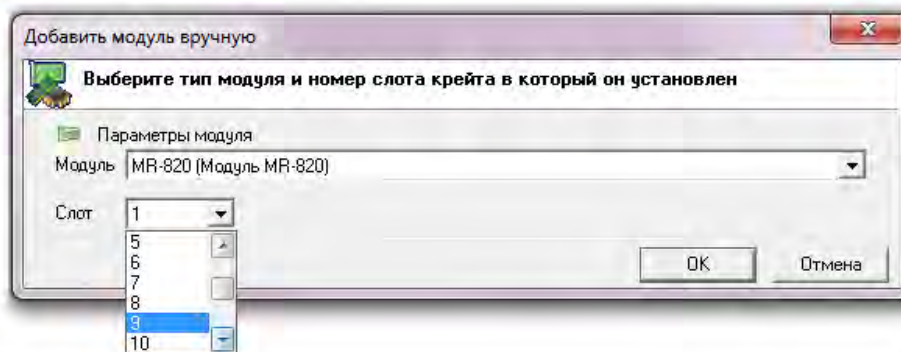 Добавить модуль вручную
Выберите тип модуля и номер слота крейта в который он установлен
Параметры модуля
Модуль MR-820 (Модуль MR-820)
Слот 1
5
6
7
8
9
10
OK Отмена